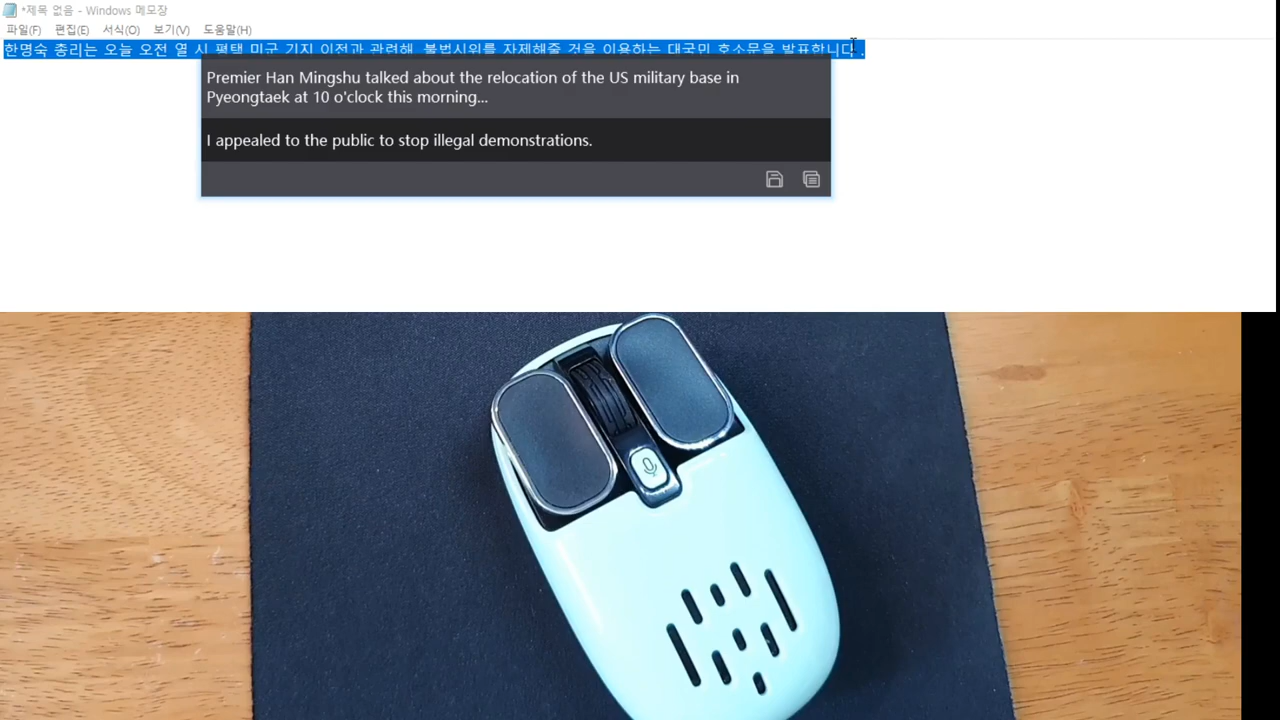 *제목 없음 - Windows 메모장
파일(F) 편집(E) 서식(O) 보기(V) 도움말(H)
한명숙 총리는 오늘 오전 열 시 평택 미군 기지 이전과 관련해 불법시위를 자제해줄 것을 이용하는 대국민 호소문을 발표합니다.
Premier Han Mingshu talked about the relocation of the US military base in
Pyeongtaek at 10 o'clock this morning...
I appealed to the public to stop illegal demonstrations.